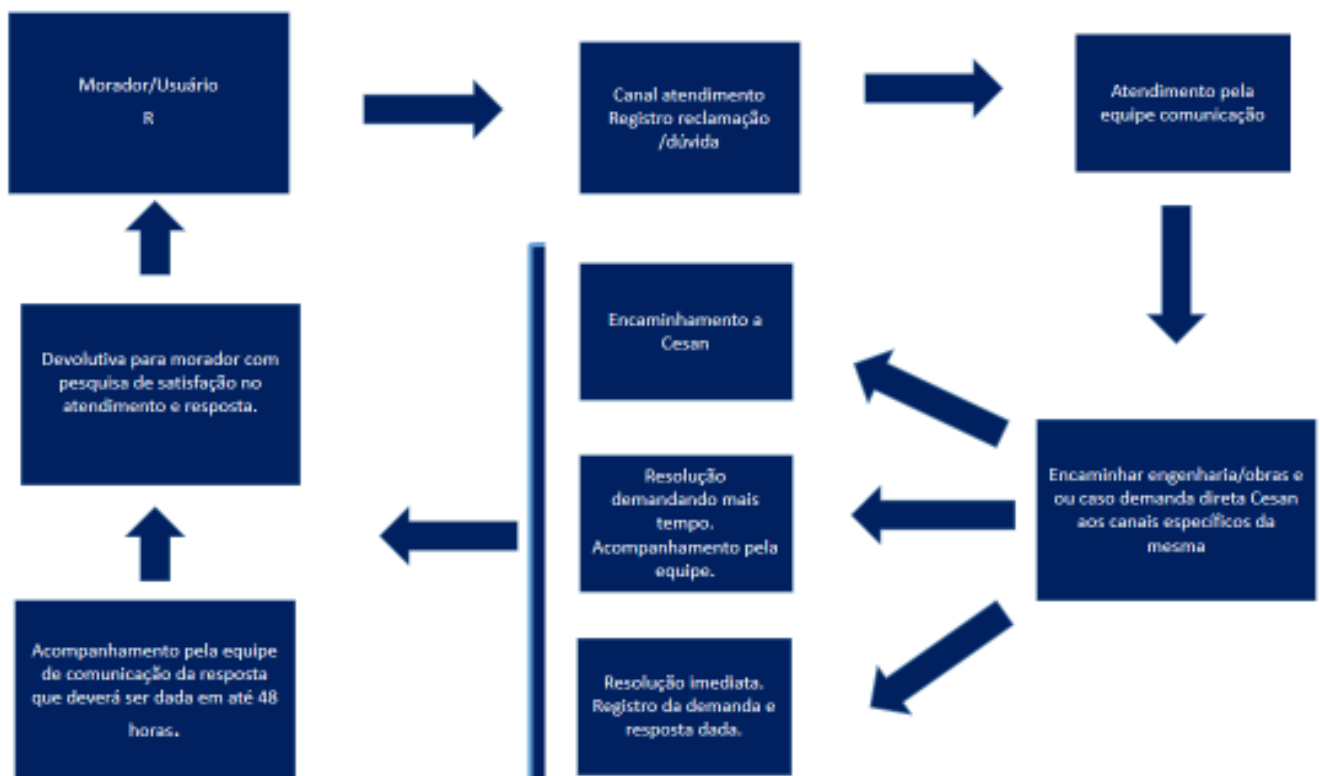 Morador/Usuário
R
Canal atendimento
Registro reclamação
/dúvida
Atendimento pela
equipe comunicação
Encaminhar engenharia/obras e
ou caso demanda direta Cesan
aos canais específicos da
mesma
Encaminhamento a
Cesan
Resolução
demandando mais
tempo.
Acompanhamento pela
equipe.
Resolução imediata.
Registro da demanda e
resposta dada.
Acompanhamento pela equipe
de comunicação da resposta
que deverá ser dada em até 48
horas.
Devolutiva para morador com
pesquisa de satisfação no
atendimento e resposta.